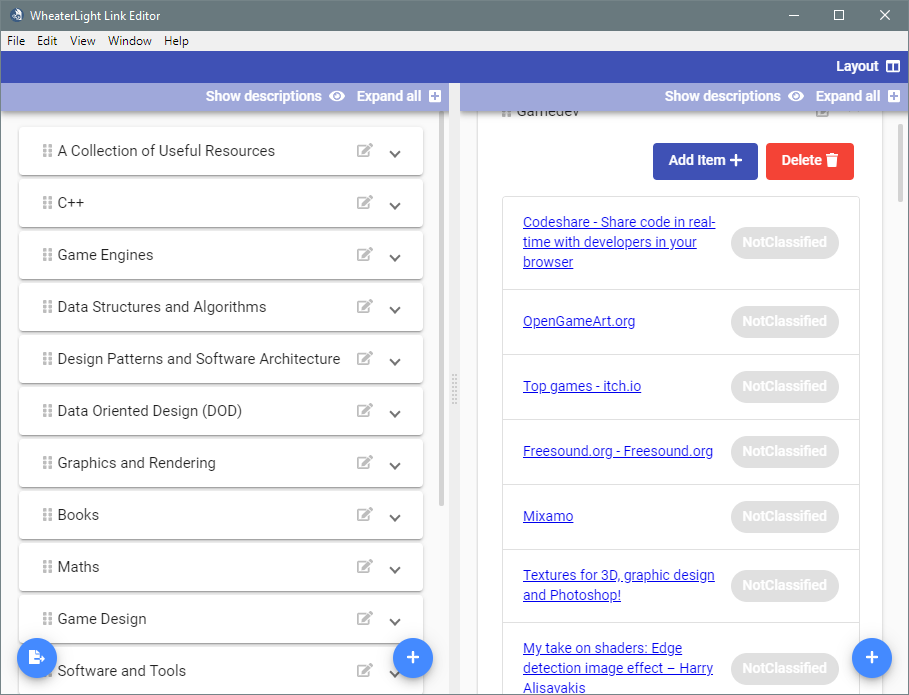 WheaterLight Link Editor
File Edit View Window Help
Layout
Show descriptions Expand all
Show descriptions Expand all
A Collection of Useful Resources
C++
Game Engines
Data Structures and Algorithms
Design Patterns and Software Architecture
Data Oriented Design (DOD)
Graphics and Rendering
Books
Maths
Game Design
Software and Tools
Gamedev
Add Item
Delete
Codeshare - Share code in real-
time with developers in your
browser
NotClassified
OpenGameArt.org
NotClassified
Top games - itch.io
NotClassified
Freesound.org - Freesound.org
NotClassified
Mixamo
NotClassified
Textures for 3D, graphic design
and Photoshop!
NotClassified
My take on shaders: Edge
detection image effect – Harry
Alisavakis
NotClassified